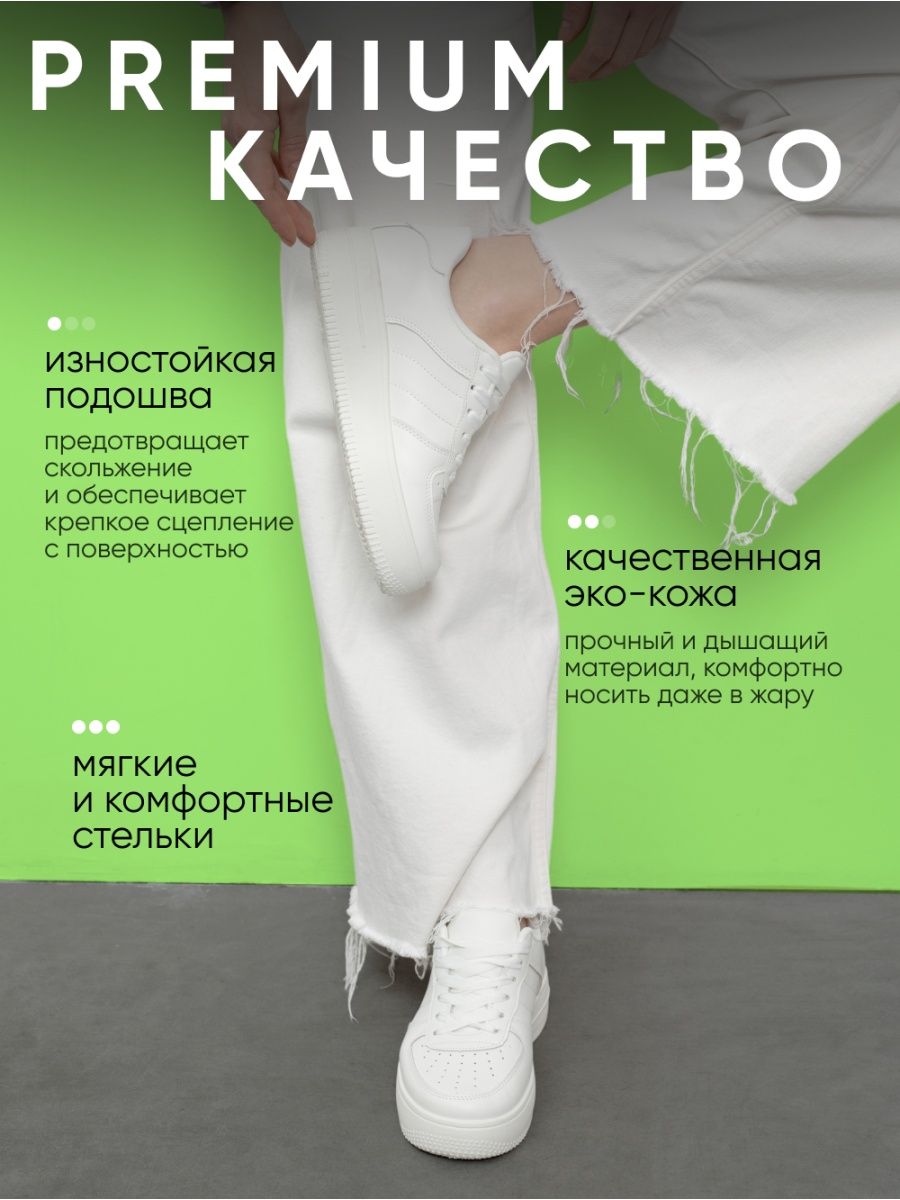 PREMIUM
КАЧЕСТВО
изностойкая
подошва
предотвращает
скольжение
и обеспечивает
крепкое сцепление
с поверхностью
качественная
эко-кожа
прочный и дышащий
материал, комфортно
носить даже в жару
мягкие
и комфортные
стельки